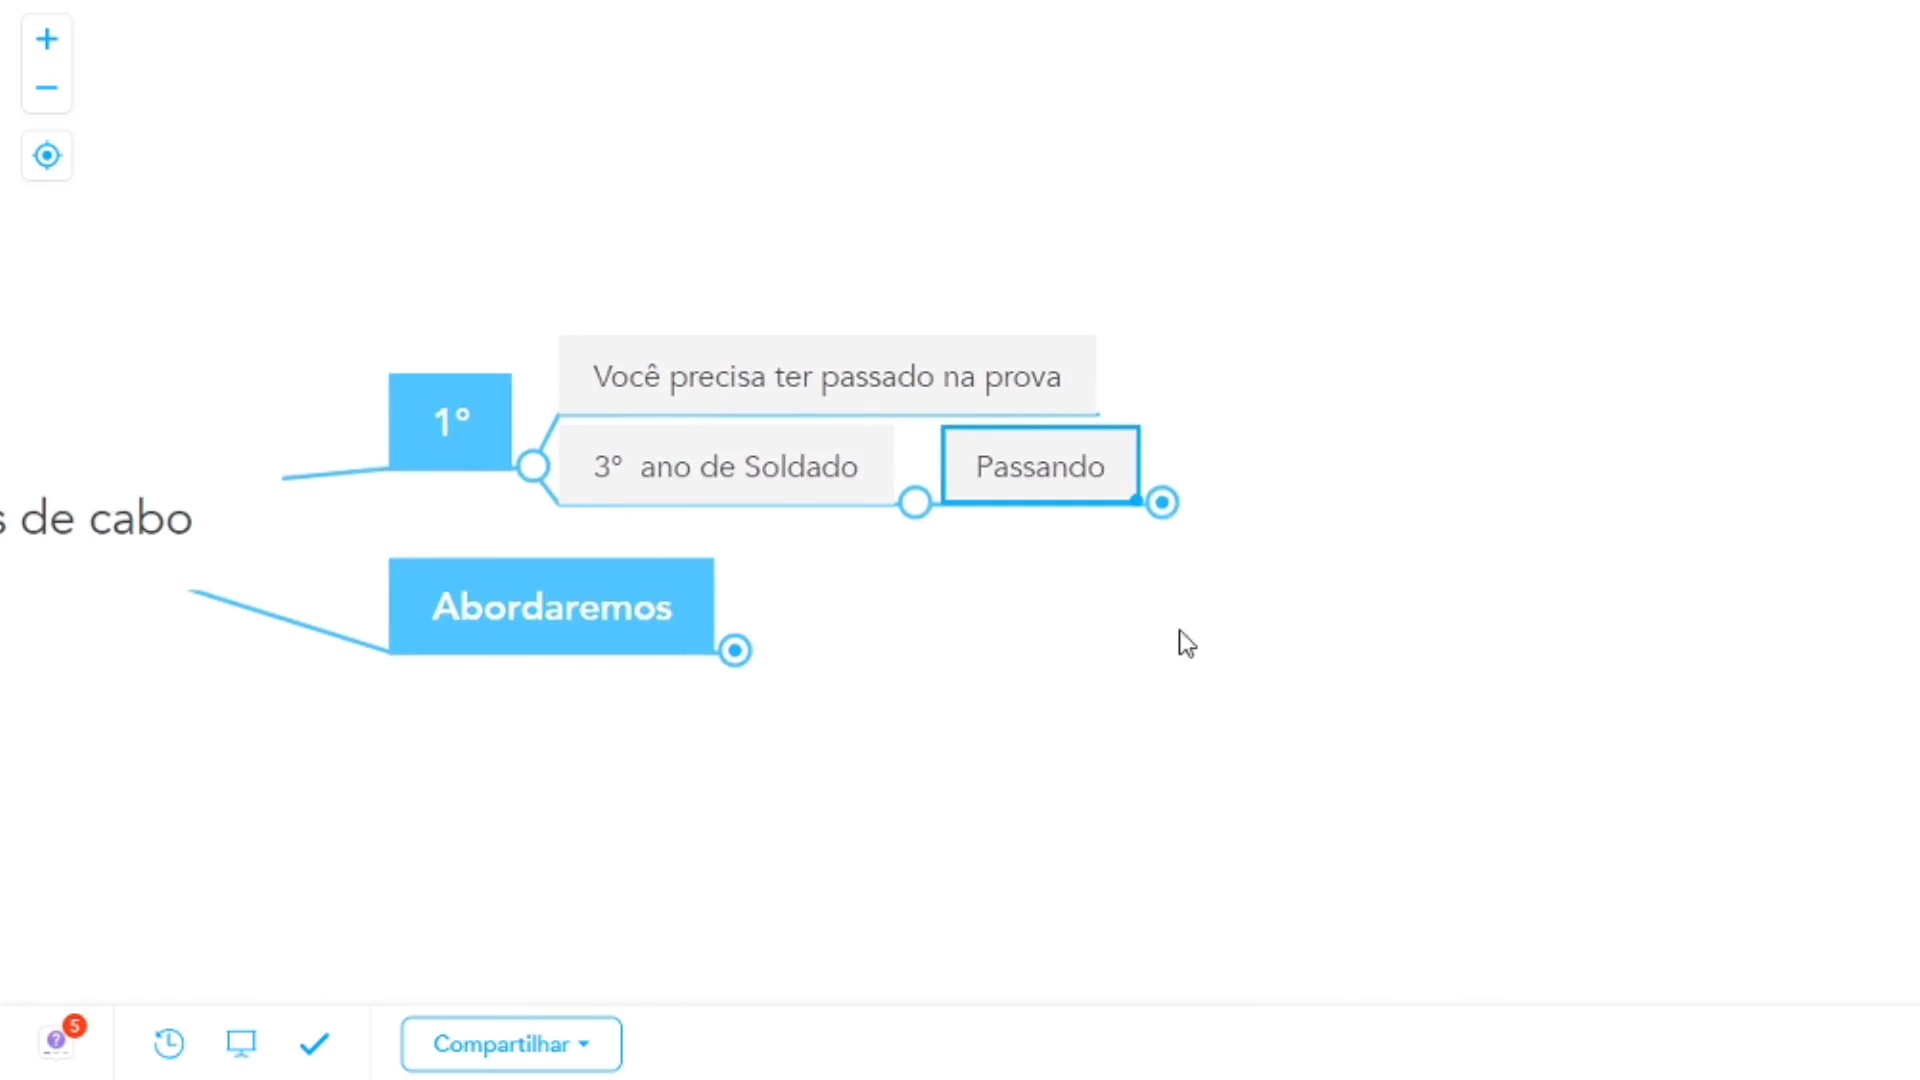 1°
Você precisa ter passado na prova
3° ano de Soldado
Passando
de cabo
Abordaremos
5
?
Compartilhar